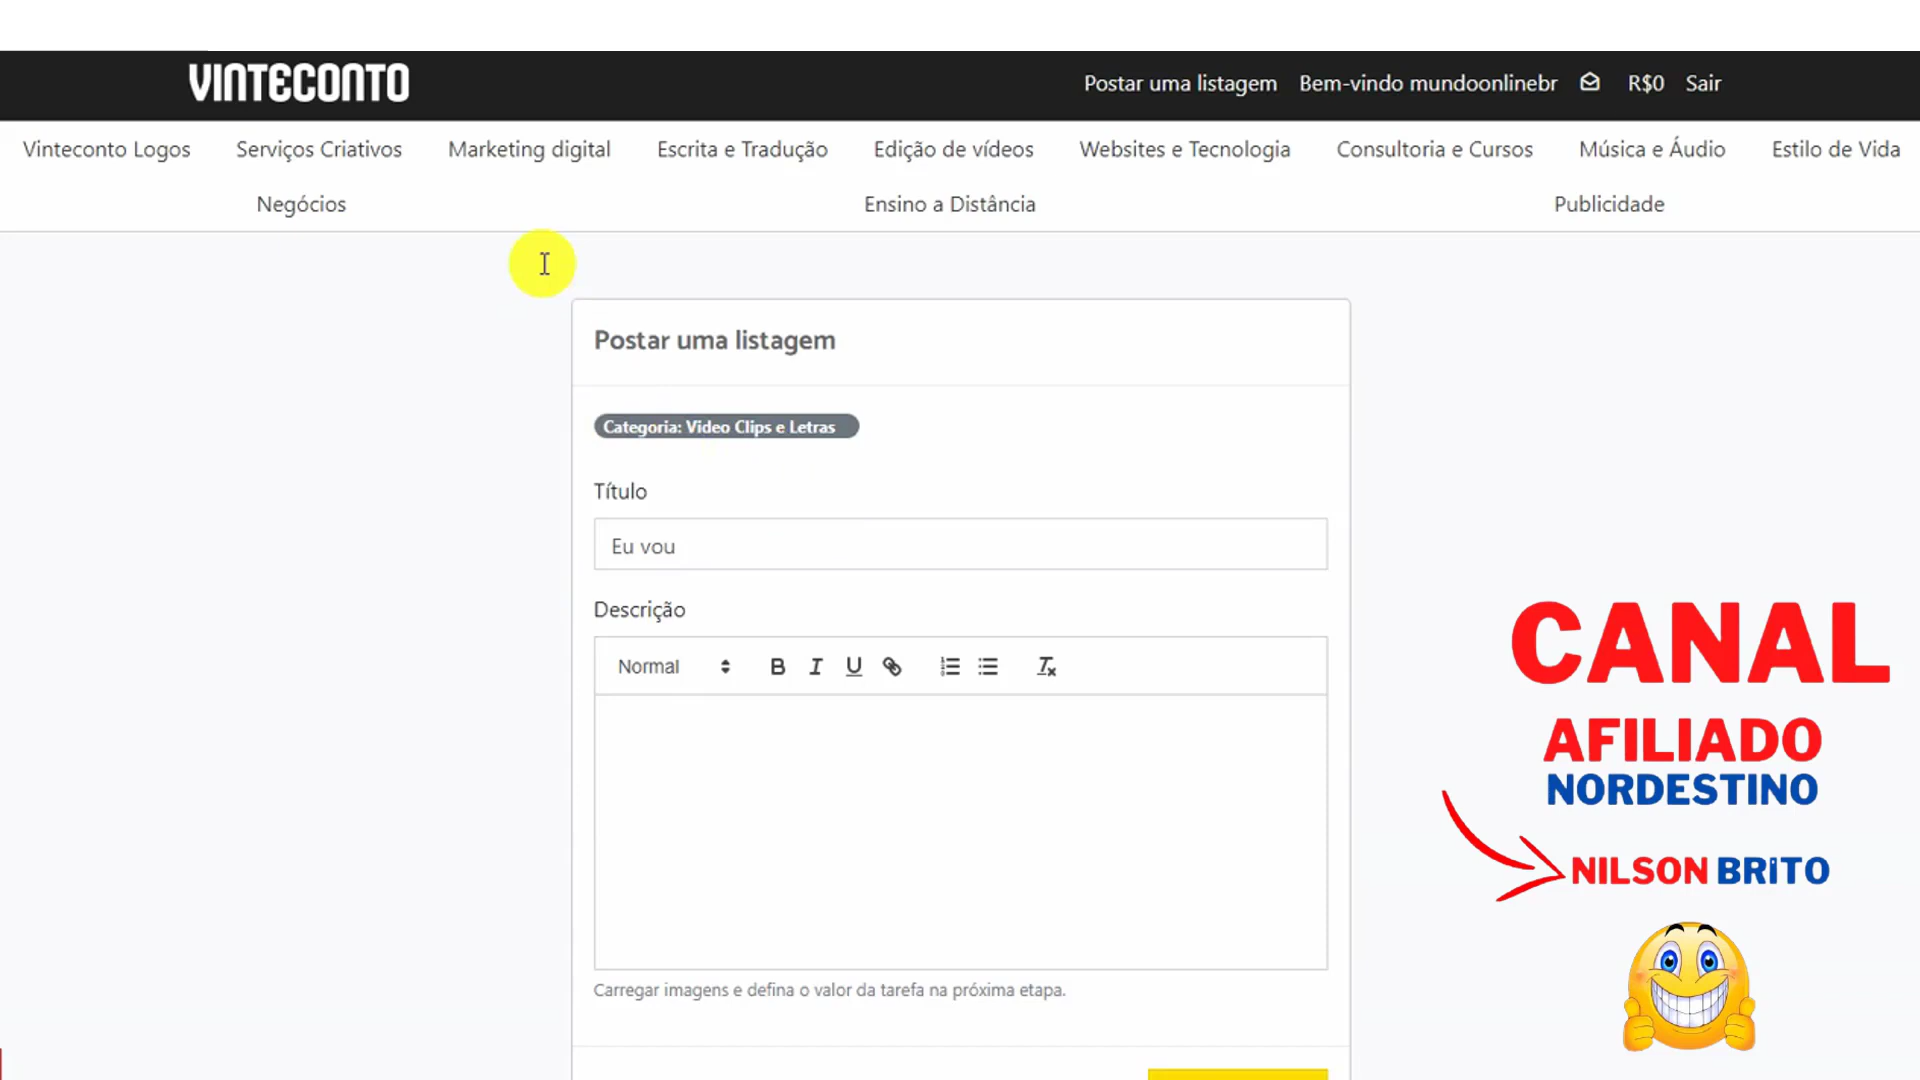 VINTECONTO
Postar uma listagem Bem-vindo mundoonlinebr R$0 Sair
Vinteconto Logos Serviços Criativos Marketing digital Escrita e Tradução Edição de vídeos Websites e Tecnologia Consultoria e Cursos Música e Áudio Estilo de Vida
Negócios Ensino a Distância Publicidade
Postar uma listagem
Categoria: Video Clips e Letras
Título
Eu vou
Descrição
Normal B I U
Carregar imagens e defina o valor da tarefa na próxima etapa.
CANAL
AFILIADO
NORDESTINO
NILSON BRiTO